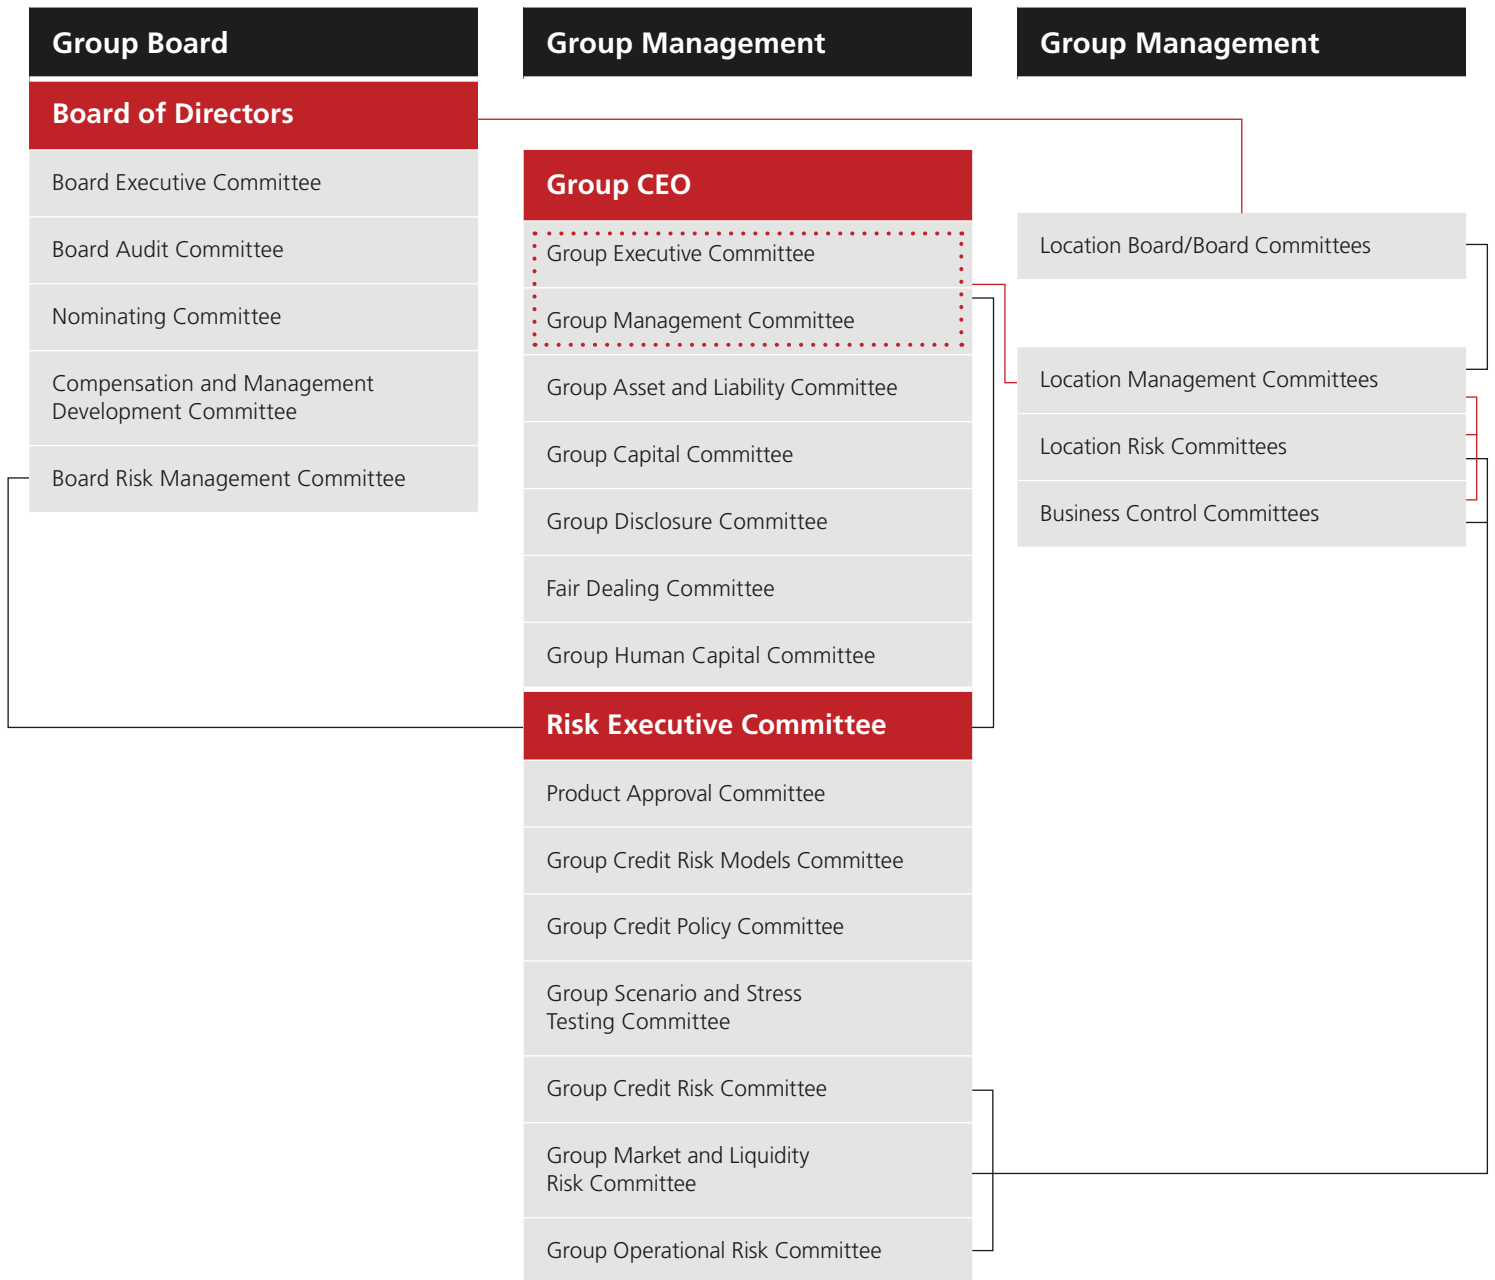 Group Board
Board of Directors
Board Executive Committee
Board Audit Committee
Nominating Committee
Compensation and Management
Development Committee
Board Risk Management Committee
Group Management
Group CEO
Group Executive Committee
Group Management Committee
Group Asset and Liability Committee
Group Capital Committee
Group Disclosure Committee
Fair Dealing Committee
Group Human Capital Committee
Risk Executive Committee
Product Approval Committee
Group Credit Risk Models Committee
Group Credit Policy Committee
Group Scenario and Stress
Testing Committee
Group Credit Risk Committee
Group Market and Liquidity
Risk Committee
Group Operational Risk Committee
Group Management
Location Board/Board Committees
Location Management Committees
Location Risk Committees
Business Control Committees